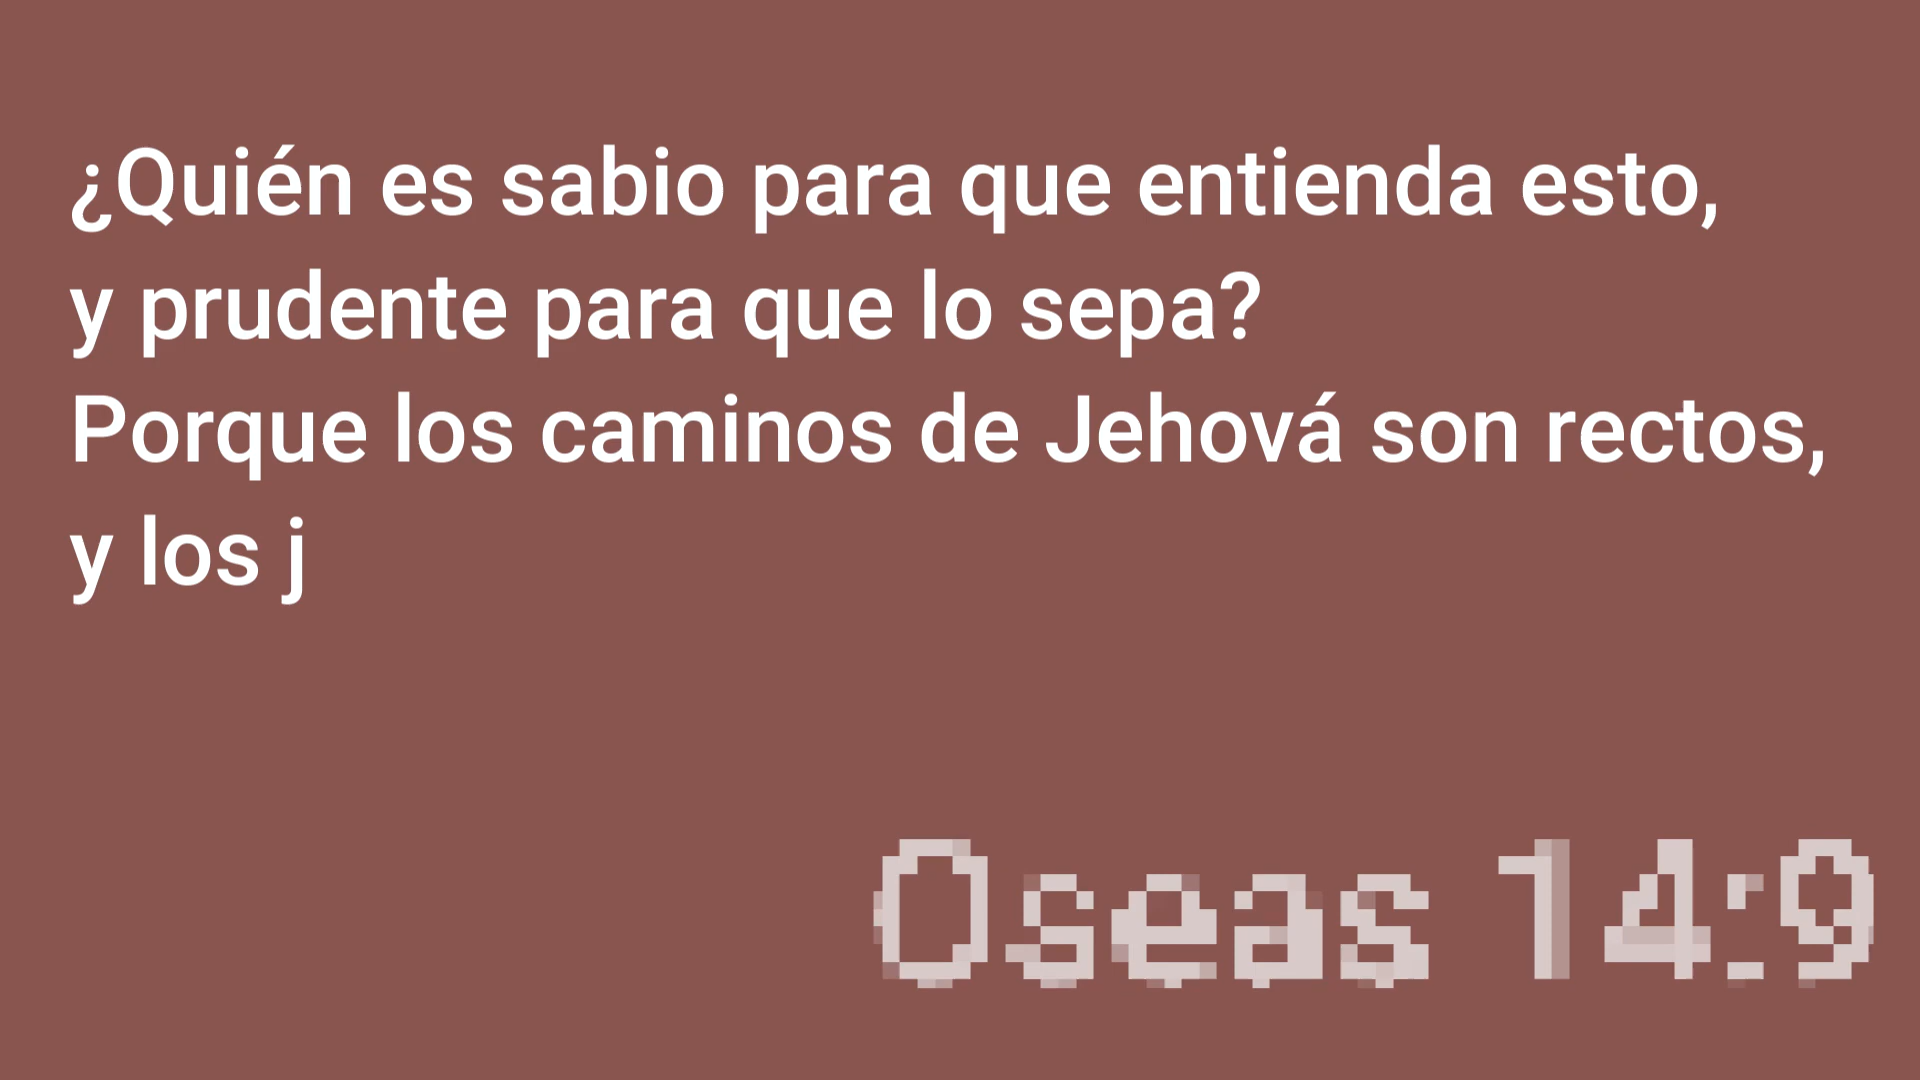 ¿Quién es sabio para que entienda esto,
y prudente para que lo sepa?
Porque los caminos de Jehová son rectos,
y los j
Oseas 14:9